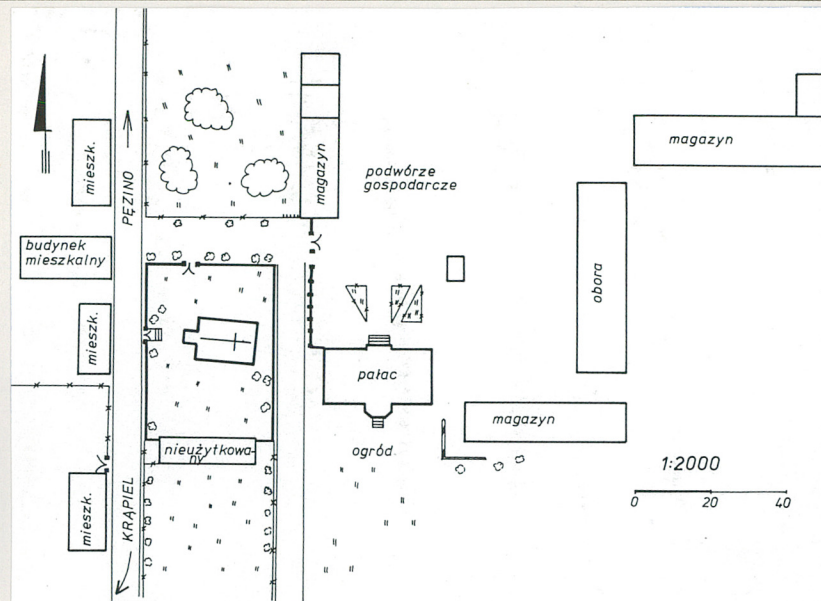 magazyn
mieszk.
magazyn
PĘZINO
podwórze
gospodarcze
budynek
mieszkalny
obora
mieszk.
pałac
magazyn
nieużytkowa-
ny
ogród
1:2000
mieszk.
KRĄPIEL
0 20 40